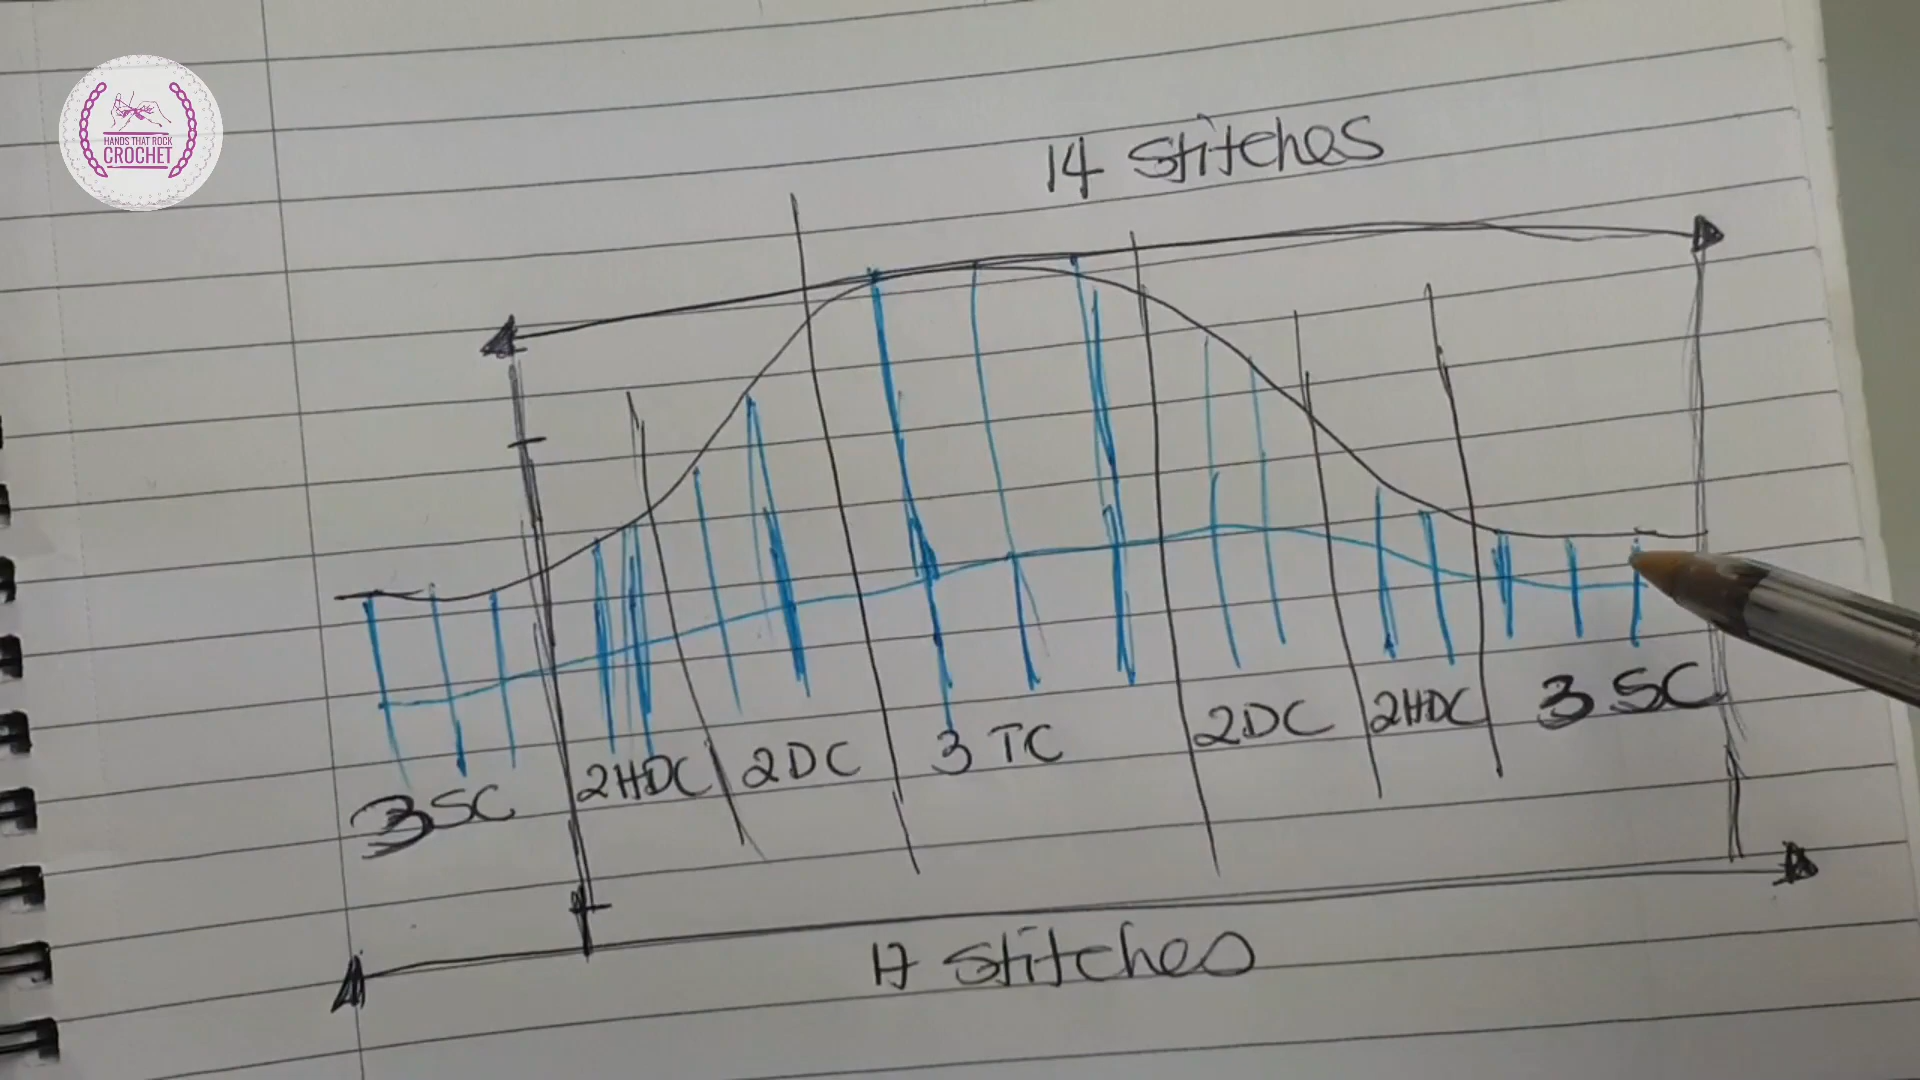 HANDS THAT ROCK
CROCHET
14 Stitches
3SC 2HDC 2DC 3 TC 2DC 2HDC 3 SC
17 Stitches